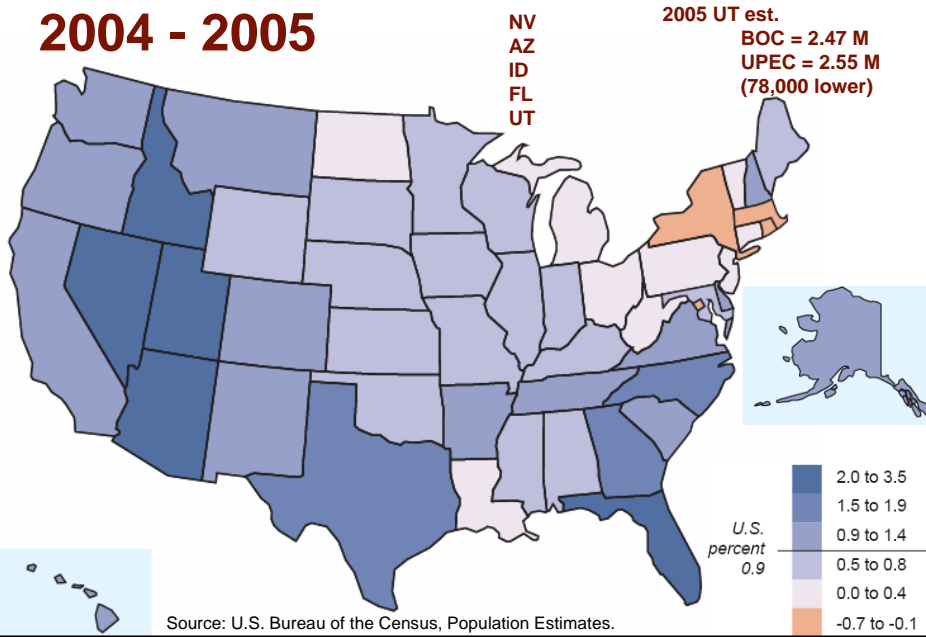 2004 - 2005
NV
AZ
ID
FL
UT
2005 UT est.
BOC = 2.47 M
UPEC = 2.55 M
(78,000 lower)
U.S.
percent
0.9
2.0 to 3.5
1.5 to 1.9
0.9 to 1.4
0.5 to 0.8
0.0 to 0.4
-0.7 to -0.1
Source: U.S. Bureau of the Census, Population Estimates.